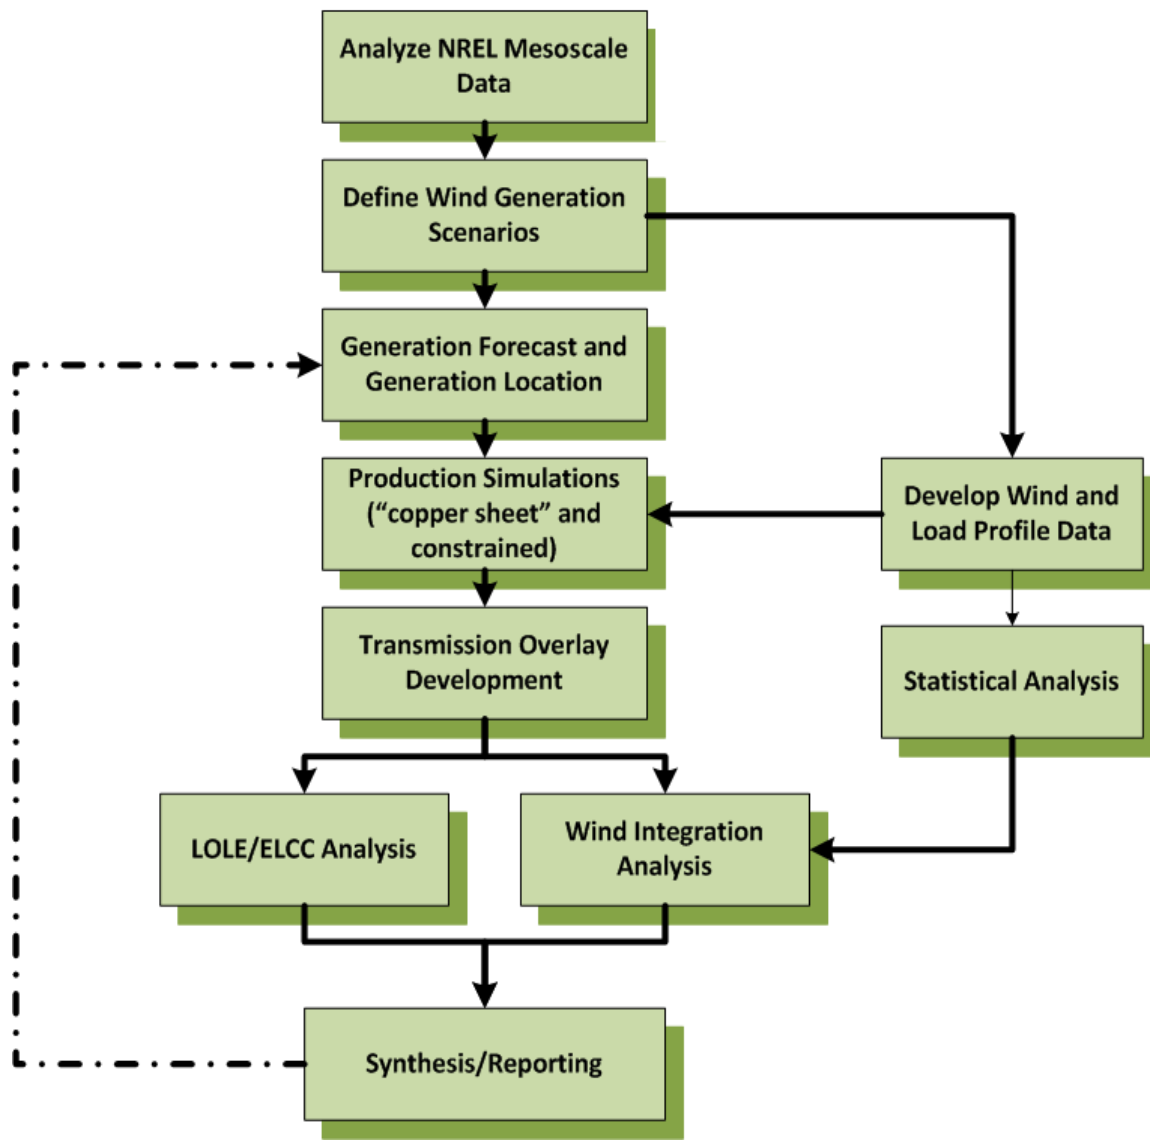 Analyze NREL Mesoscale
Data
Define Wind Generation
Scenarios
Generation Forecast and
Generation Location
Production Simulations
(“copper sheet” and
constrained)
Develop Wind and
Load Profile Data
Transmission Overlay
Development
Statistical Analysis
LOLE/ELCC Analysis
Wind Integration
Analysis
Synthesis/Reporting